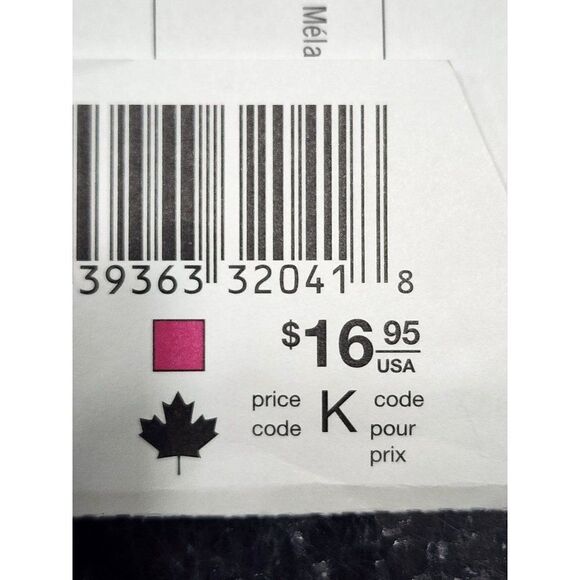 Méla
39363 32041 8
$16.95
USA
price code K code pour prix